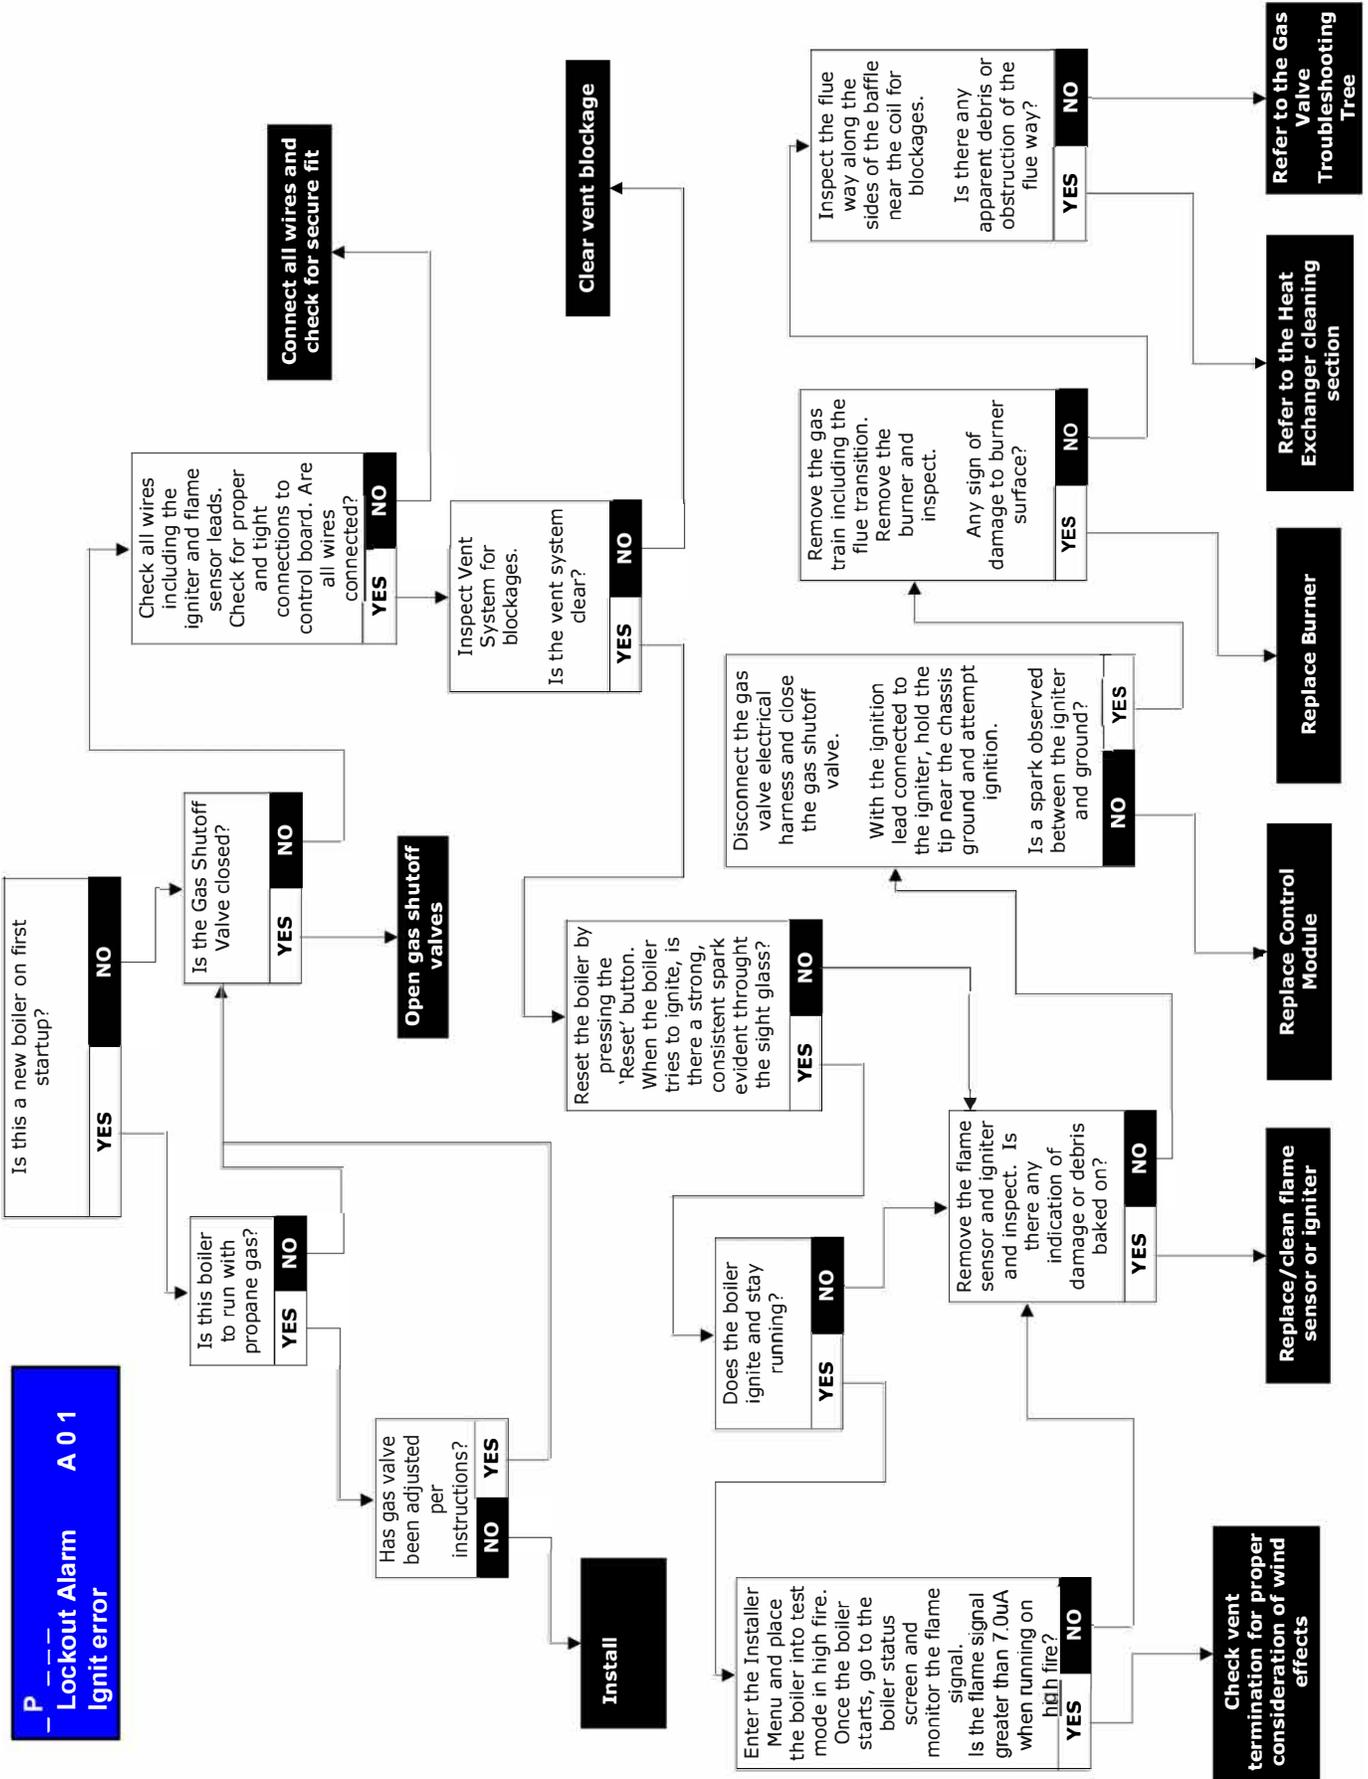 _P_ _ _ _
Lockout Alarm A 0 1
Ignit error
Is this a new boiler on first
startup?
YES
NO
Is this boiler
to run with
propane gas?
YES
NO
Is the Gas Shutoff
Valve closed?
YES
NO
Check all wires
including the
igniter and flame
sensor leads.
Check for proper
and tight
connections to
control board. Are
all wires
connected?
YES
NO
Connect all wires and
check for secure fit
Has gas valve
been adjusted
per
instructions?
NO
YES
Open gas shutoff
valves
Inspect Vent
System for
blockages.
Is the vent system
clear?
YES
NO
Clear vent blockage
Install
Reset the boiler by
pressing the
‘Reset’ button.
When the boiler
tries to ignite, is
there a strong,
consistent spark
evident throught
the sight glass?
YES
NO
Enter the Installer
Menu and place
the boiler into test
mode in high fire.
Once the boiler
starts, go to the
boiler status
screen and
monitor the flame
signal.
Is the flame signal
greater than 7.0uA
when running on
high fire?
YES
NO
Does the boiler
ignite and stay
running?
YES
NO
Remove the flame
sensor and igniter
and inspect. Is
there any
indication of
damage or debris
baked on?
YES
NO
Disconnect the gas
valve electrical
harness and close
the gas shutoff
valve.
With the ignition
lead connected to
the igniter, hold the
tip near the chassis
ground and attempt
ignition.
Is a spark observed
between the igniter
and ground?
NO
YES
Remove the gas
train including the
flue transition.
Remove the
burner and
inspect.
Any sign of
damage to burner
surface?
YES
NO
Inspect the flue
way along the
sides of the baffle
near the coil for
blockages.
Is there any
apparent debris or
obstruction of the
flue way?
YES
NO
Check vent
termination for proper
consideration of wind
effects
Replace/clean flame
sensor or igniter
Replace Control
Module
Replace Burner
Refer to the Heat
Exchanger cleaning
section
Refer to the Gas
Valve
Troubleshooting
Tree